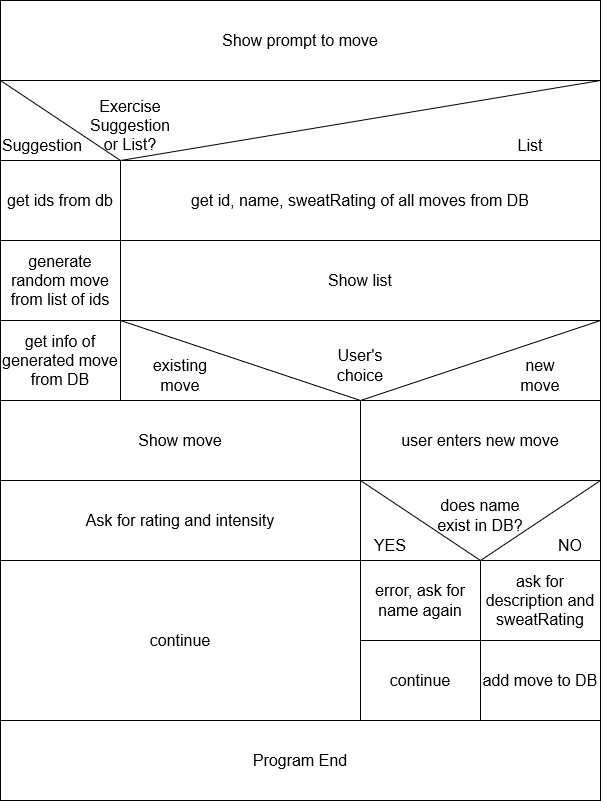 Show prompt to move
Exercise
Suggestion
or List?
Suggestion
List
get ids from db
get id, name, sweatRating of all moves from DB
generate
random move
from list of ids
Show list
get info of
generated move
from DB
existing
move
User's
choice
new
move
Show move
user enters new move
Ask for rating and intensity
does name
exist in DB?
YES
NO
continue
error, ask for
name again
ask for
description and
sweatRating
continue
add move to DB
Program End